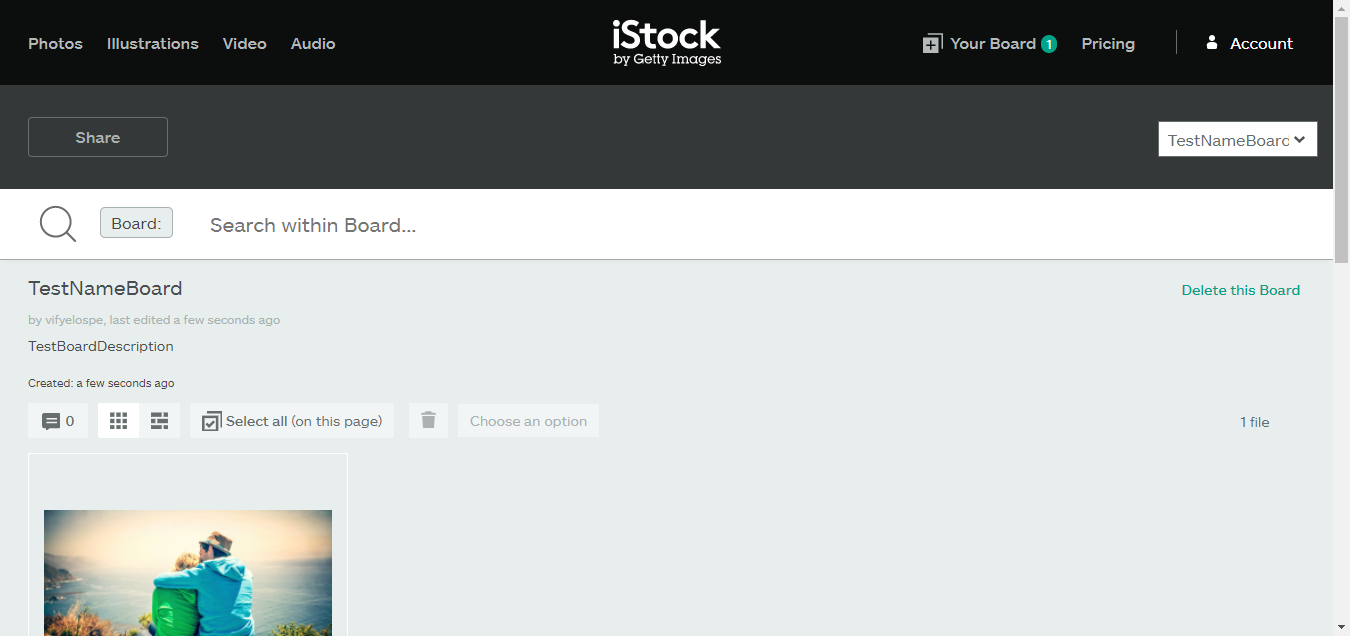 Photos Illustrations Video Audio
iStock
by Getty Images
Your Board 1 Pricing Account
Share
TestNameBoard
Board: Search within Board...
TestNameBoard
Delete this Board
by vifyelospe, last edited a few seconds ago
TestBoardDescription
Created: a few seconds ago
0 Select all (on this page) Choose an option 1 file